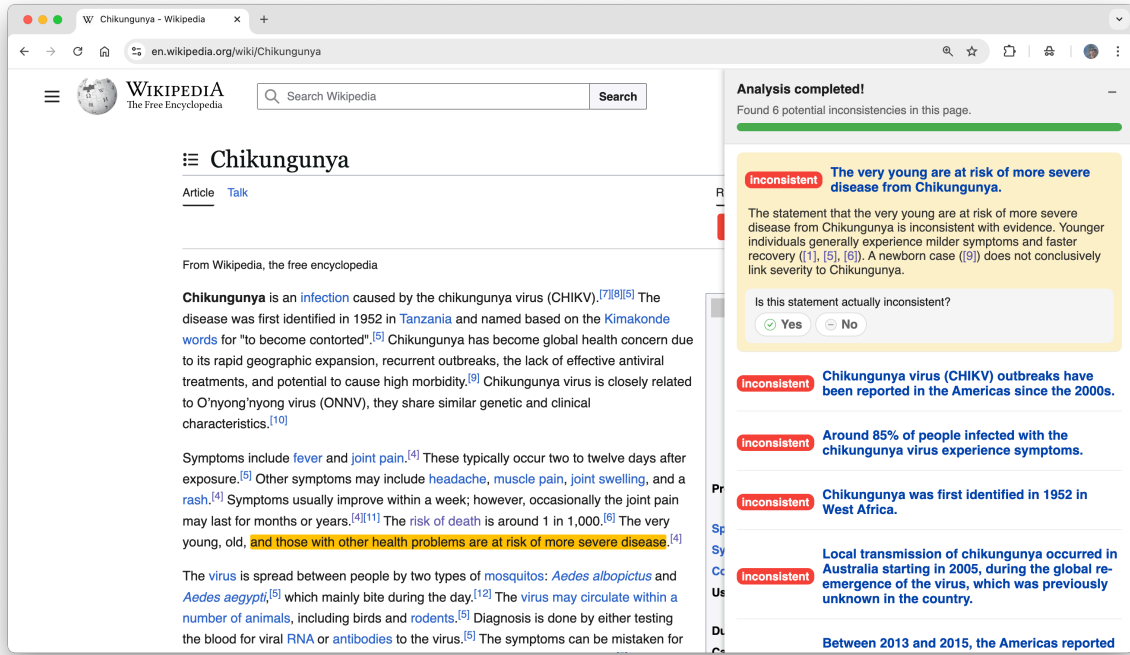 Chikungunya - Wikipedia
en.wikipedia.org/wiki/Chikungunya
WIKIPEDIA
The Free Encyclopedia
Search Wikipedia
Search
Chikungunya
Article Talk
From Wikipedia, the free encyclopedia
Chikungunya is an infection caused by the chikungunya virus (CHIKV).[7][8][5] The
disease was first identified in 1952 in Tanzania and named based on the Kimakonde
words for "to become contorted".[5] Chikungunya has become global health concern due
to its rapid geographic expansion, recurrent outbreaks, the lack of effective antiviral
treatments, and potential to cause high morbidity.[9] Chikungunya virus is closely related
to O'nyong'nyong virus (ONNV), they share similar genetic and clinical
characteristics.[10]
Symptoms include fever and joint pain.[4] These typically occur two to twelve days after
exposure.[5] Other symptoms may include headache, muscle pain, joint swelling, and a
rash.[4] Symptoms usually improve within a week; however, occasionally the joint pain
may last for months or years.[4][11] The risk of death is around 1 in 1,000.[6] The very
young, old, and those with other health problems are at risk of more severe disease.[4]
The virus is spread between people by two types of mosquitos: Aedes albopictus and
Aedes aegypti,[5] which mainly bite during the day.[12] The virus may circulate within a
number of animals, including birds and rodents.[5] Diagnosis is done by either testing
the blood for viral RNA or antibodies to the virus.[5] The symptoms can be mistaken for
R
Pr
Sp
Sy
Co
Us
Du
Analysis completed!
Found 6 potential inconsistencies in this page.
inconsistent The very young are at risk of more severe
disease from Chikungunya.
The statement that the very young are at risk of more severe
disease from Chikungunya is inconsistent with evidence. Younger
individuals generally experience milder symptoms and faster
recovery ([1], [5], [6]). A newborn case ([9]) does not conclusively
link severity to Chikungunya.
Is this statement actually inconsistent?
Yes No
inconsistent Chikungunya virus (CHIKV) outbreaks have
been reported in the Americas since the 2000s.
inconsistent Around 85% of people infected with the
chikungunya virus experience symptoms.
inconsistent Chikungunya was first identified in 1952 in
West Africa.
inconsistent Local transmission of chikungunya occurred in
Australia starting in 2005, during the global re-
emergence of the virus, which was previously
unknown in the country.
Between 2013 and 2015, the Americas reported